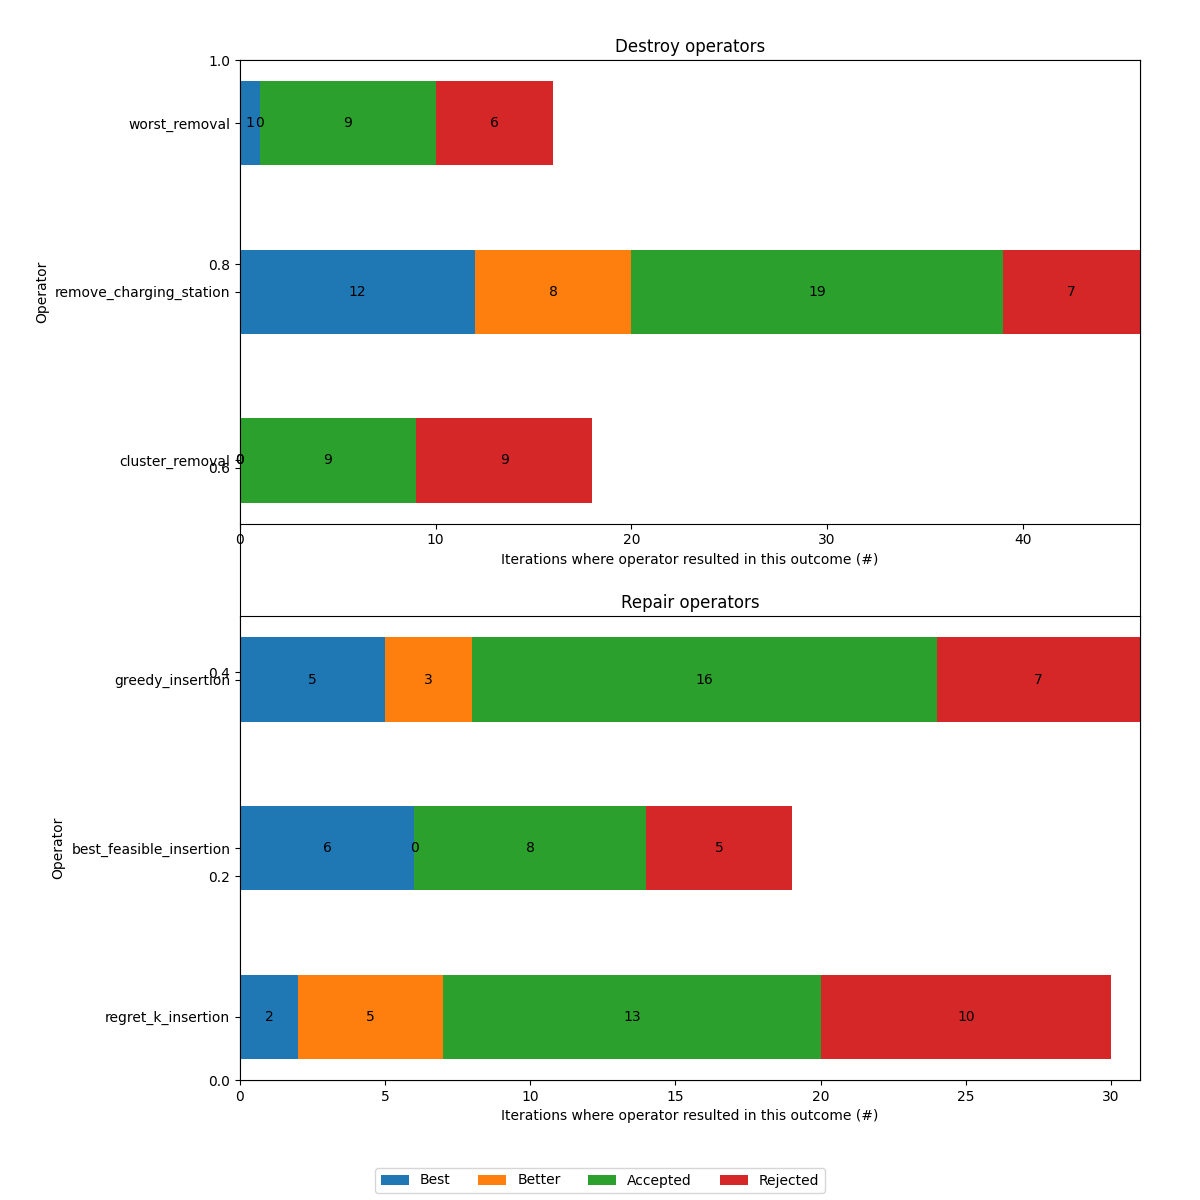 Destroy operators
1.0
worst_removal 1 0 9 6
0.8
remove_charging_station 12 8 19 7
Operator
cluster_removal 0 0 9 9
0.6
0 10 20 30 40
Iterations where operator resulted in this outcome (#)
Repair operators
0.4
greedy_insertion 5 3 16 7
best_feasible_insertion 6 0 8 5
Operator
0.2
regret_k_insertion 2 5 13 10
0.0
0 5 10 15 20 25 30
Iterations where operator resulted in this outcome (#)
Best Better Accepted Rejected